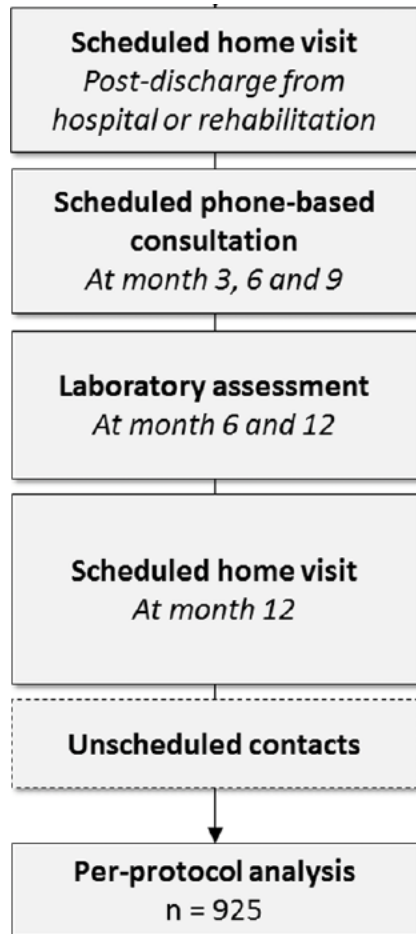 Scheduled home visit
Post-discharge from
hospital or rehabilitation
Scheduled phone-based
consultation
At month 3, 6 and 9
Laboratory assessment
At month 6 and 12
Scheduled home visit
At month 12
Unscheduled contacts
Per-protocol analysis
n = 925